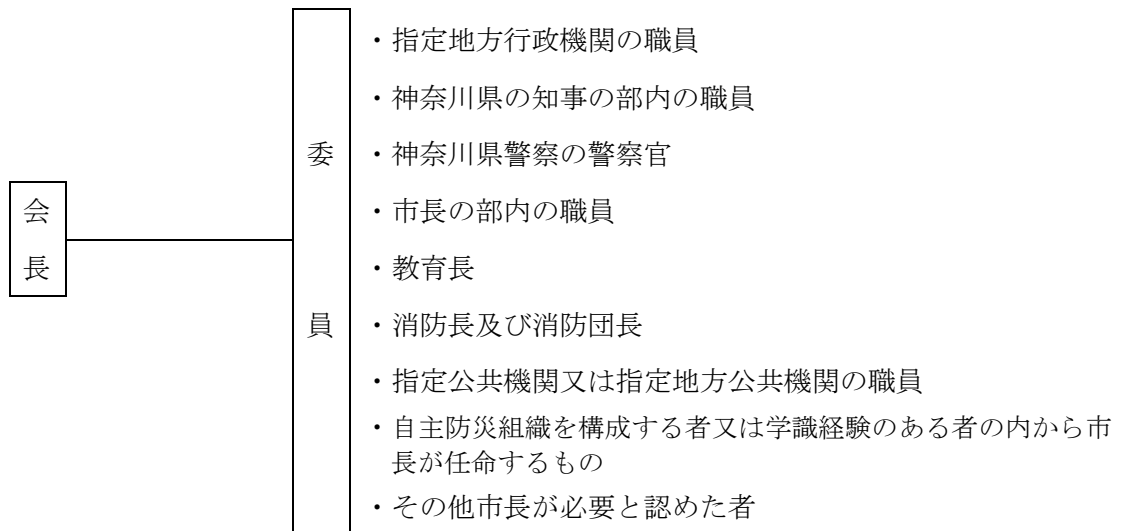 会長
委員
・指定地方行政機関の職員
・神奈川県の知事の部内の職員
・神奈川県警察の警察官
・市長の部内の職員
・教育長
・消防長及び消防団長
・指定公共機関又は指定地方公共機関の職員
・自主防災組織を構成する者又は学識経験のある者の内から市
長が任命するもの
・その他市長が必要と認めた者